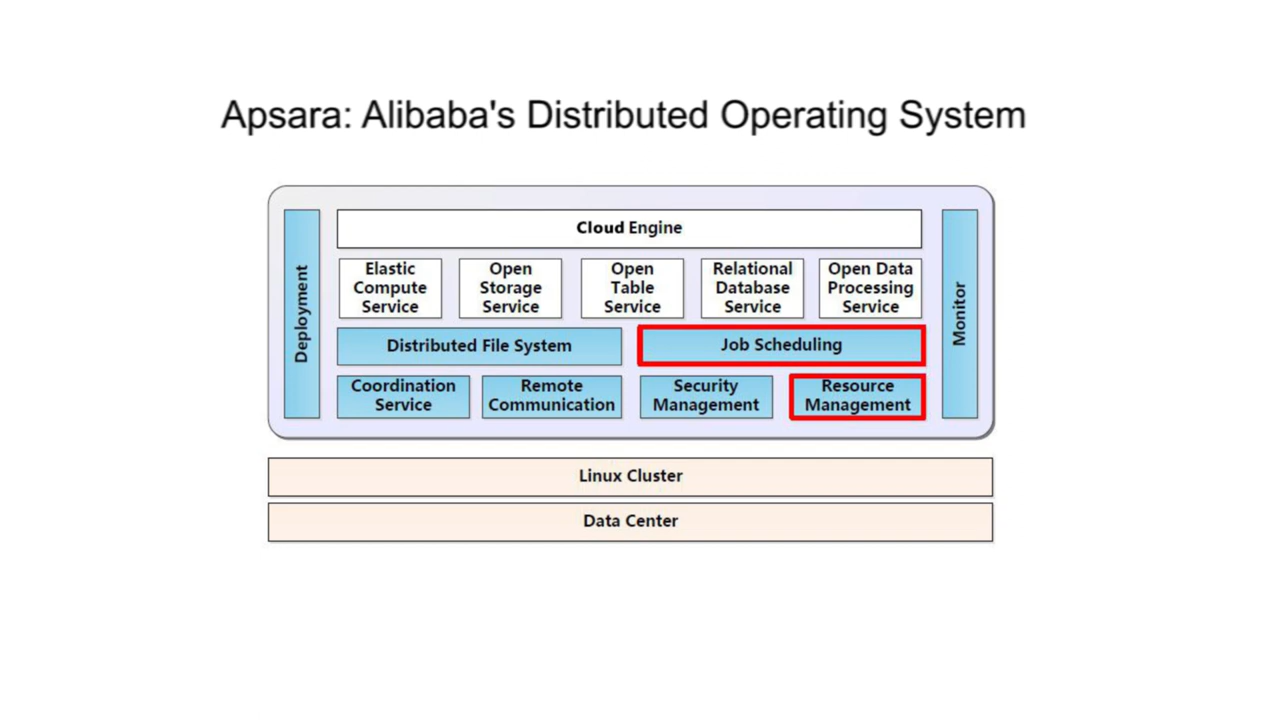 Apsara: Alibaba's Distributed Operating System
Deployment
Cloud Engine
Elastic
Compute
Service
Open
Storage
Service
Open
Table
Service
Relational
Database
Service
Open Data
Processing
Service
Distributed File System
Job Scheduling
Coordination
Service
Remote
Communication
Security
Management
Resource
Management
Monitor
Linux Cluster
Data Center